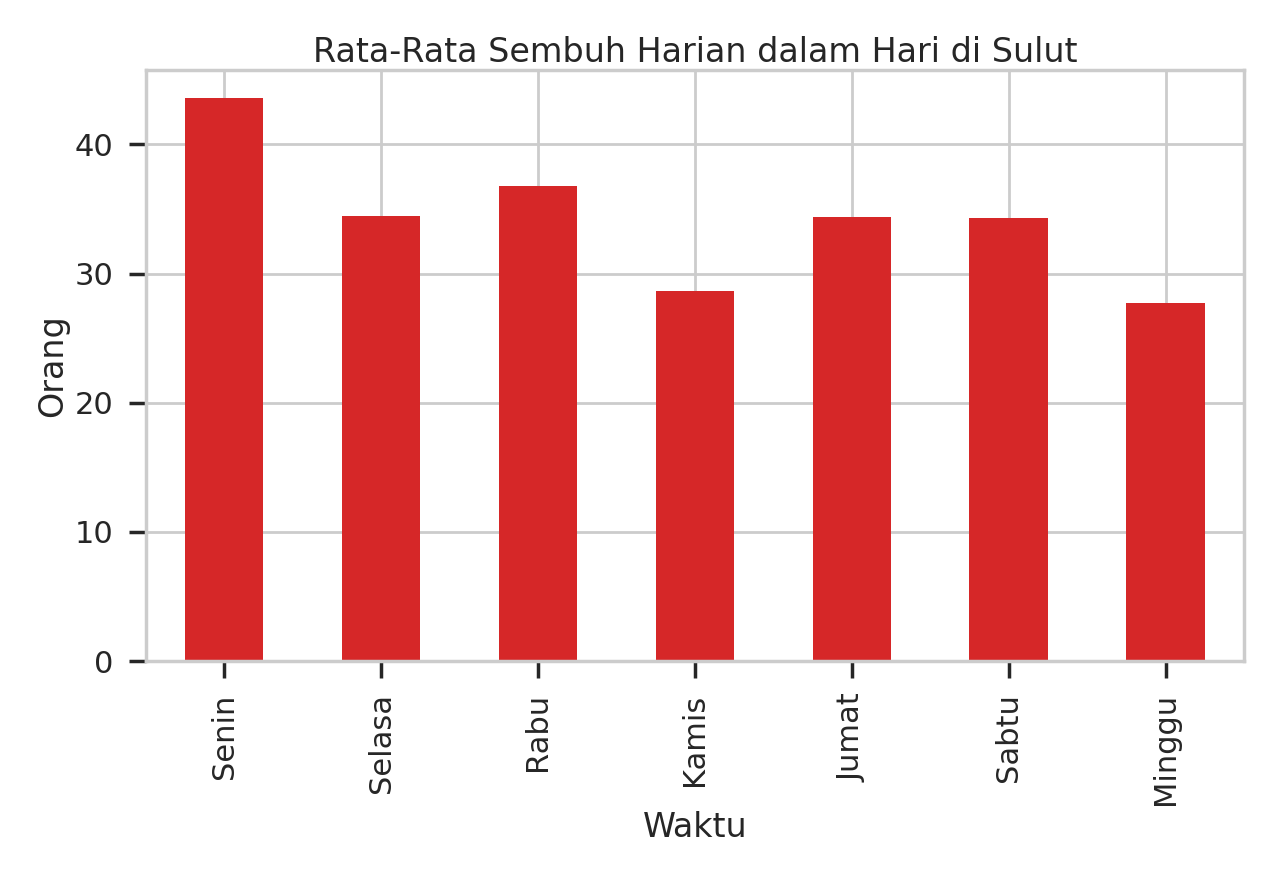 Rata-Rata Sembuh Harian dalam Hari di Sulut
Orang
40
30
20
10
0
Senin
Selasa
Rabu
Kamis
Jumat
Sabtu
Minggu
Waktu